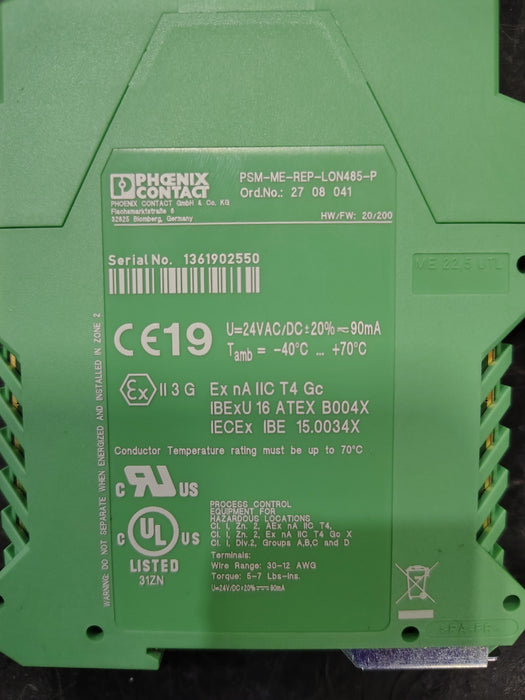 PHŒNIX
CONTACT
PHOENIX CONTACT GmbH & Co. KG
Flachsmarktstraße 8
32825 Blomberg, Germany
PSM-ME-REP-LON485-P
Ord.No.: 27 08 041
HW/FW: 20/200
Serial No. 1361902550
ME 22,5 UTL
CE19
U=24VAC/DC±20% ⎓ 90mA
Tamb = -40°C ... +70°C
Ex II 3 G
Ex nA IIC T4 Gc
IBExU 16 ATEX B004X
IECEx IBE 15.0034X
Conductor Temperature rating must be up to 70°C
WARNING: DO NOT SEPARATE WHEN ENERGIZED AND INSTALLED IN ZONE 2
c RU US
c UL US
LISTED
31ZN
PROCESS CONTROL
EQUIPMENT FOR
HAZARDOUS LOCATIONS
Cl. I, Zn. 2, AEx nA IIC T4,
Cl. I, Zn. 2, Ex nA IIC T4 Gc X
Cl. I, Div.2, Groups A,B,C and D
Terminals:
Wire Range: 30-12 AWG
Torque: 5-7 Lbs-Ins.
U=24V/DC±20% ⎓ 90mA